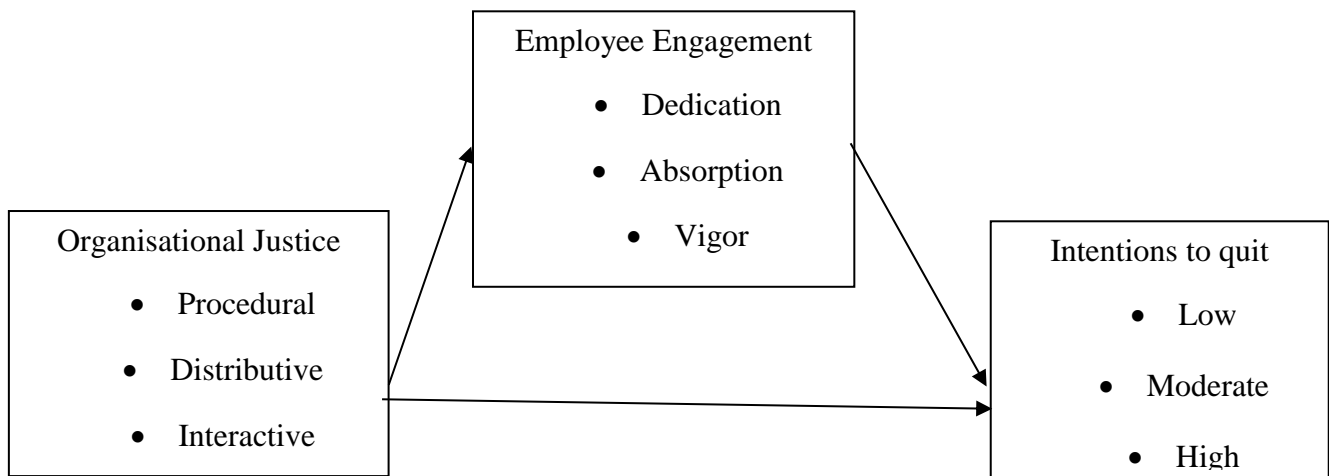 Employee Engagement
• Dedication
• Absorption
• Vigor
Organisational Justice
• Procedural
• Distributive
• Interactive
Intentions to quit
• Low
• Moderate
• High